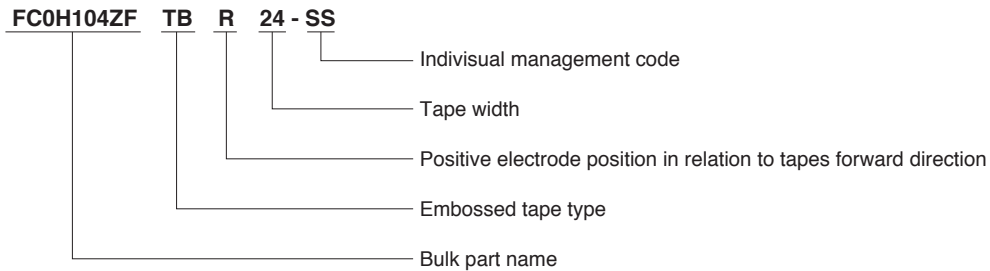 FC0H104ZF TB R 24 - SS
Indivisual management code
Tape width
Positive electrode position in relation to tapes forward direction
Embossed tape type
Bulk part name